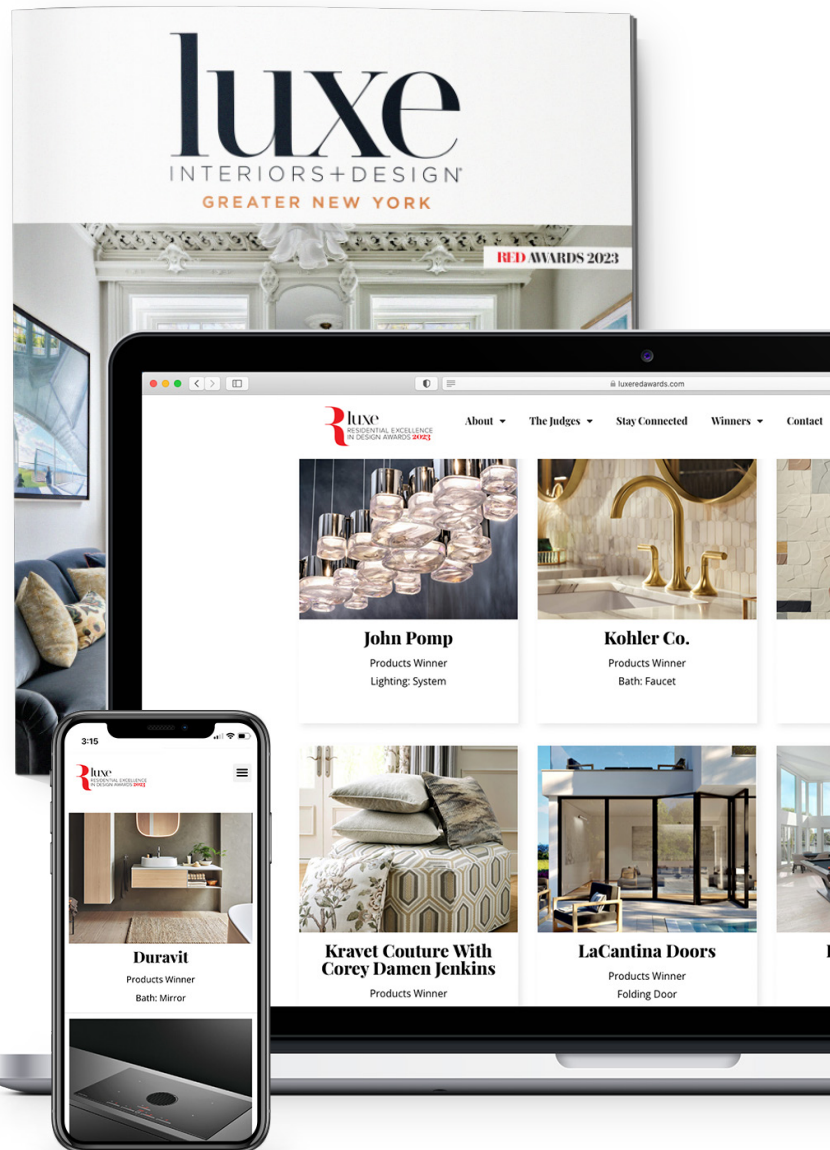 luxe
INTERIORS+DESIGN®
GREATER NEW YORK
RED AWARDS 2023
luxeredawards.com
luxe
RESIDENTIAL EXCELLENCE
IN DESIGN AWARDS 2023
About
The Judges
Stay Connected
Winners
Contact
John Pomp
Products Winner
Lighting: System
Kohler Co.
Products Winner
Bath: Faucet
Kravet Couture With
Corey Damen Jenkins
Products Winner
LaCantina Doors
Products Winner
Folding Door
3:15
luxe
RESIDENTIAL EXCELLENCE
IN DESIGN AWARDS 2023
Duravit
Products Winner
Bath: Mirror